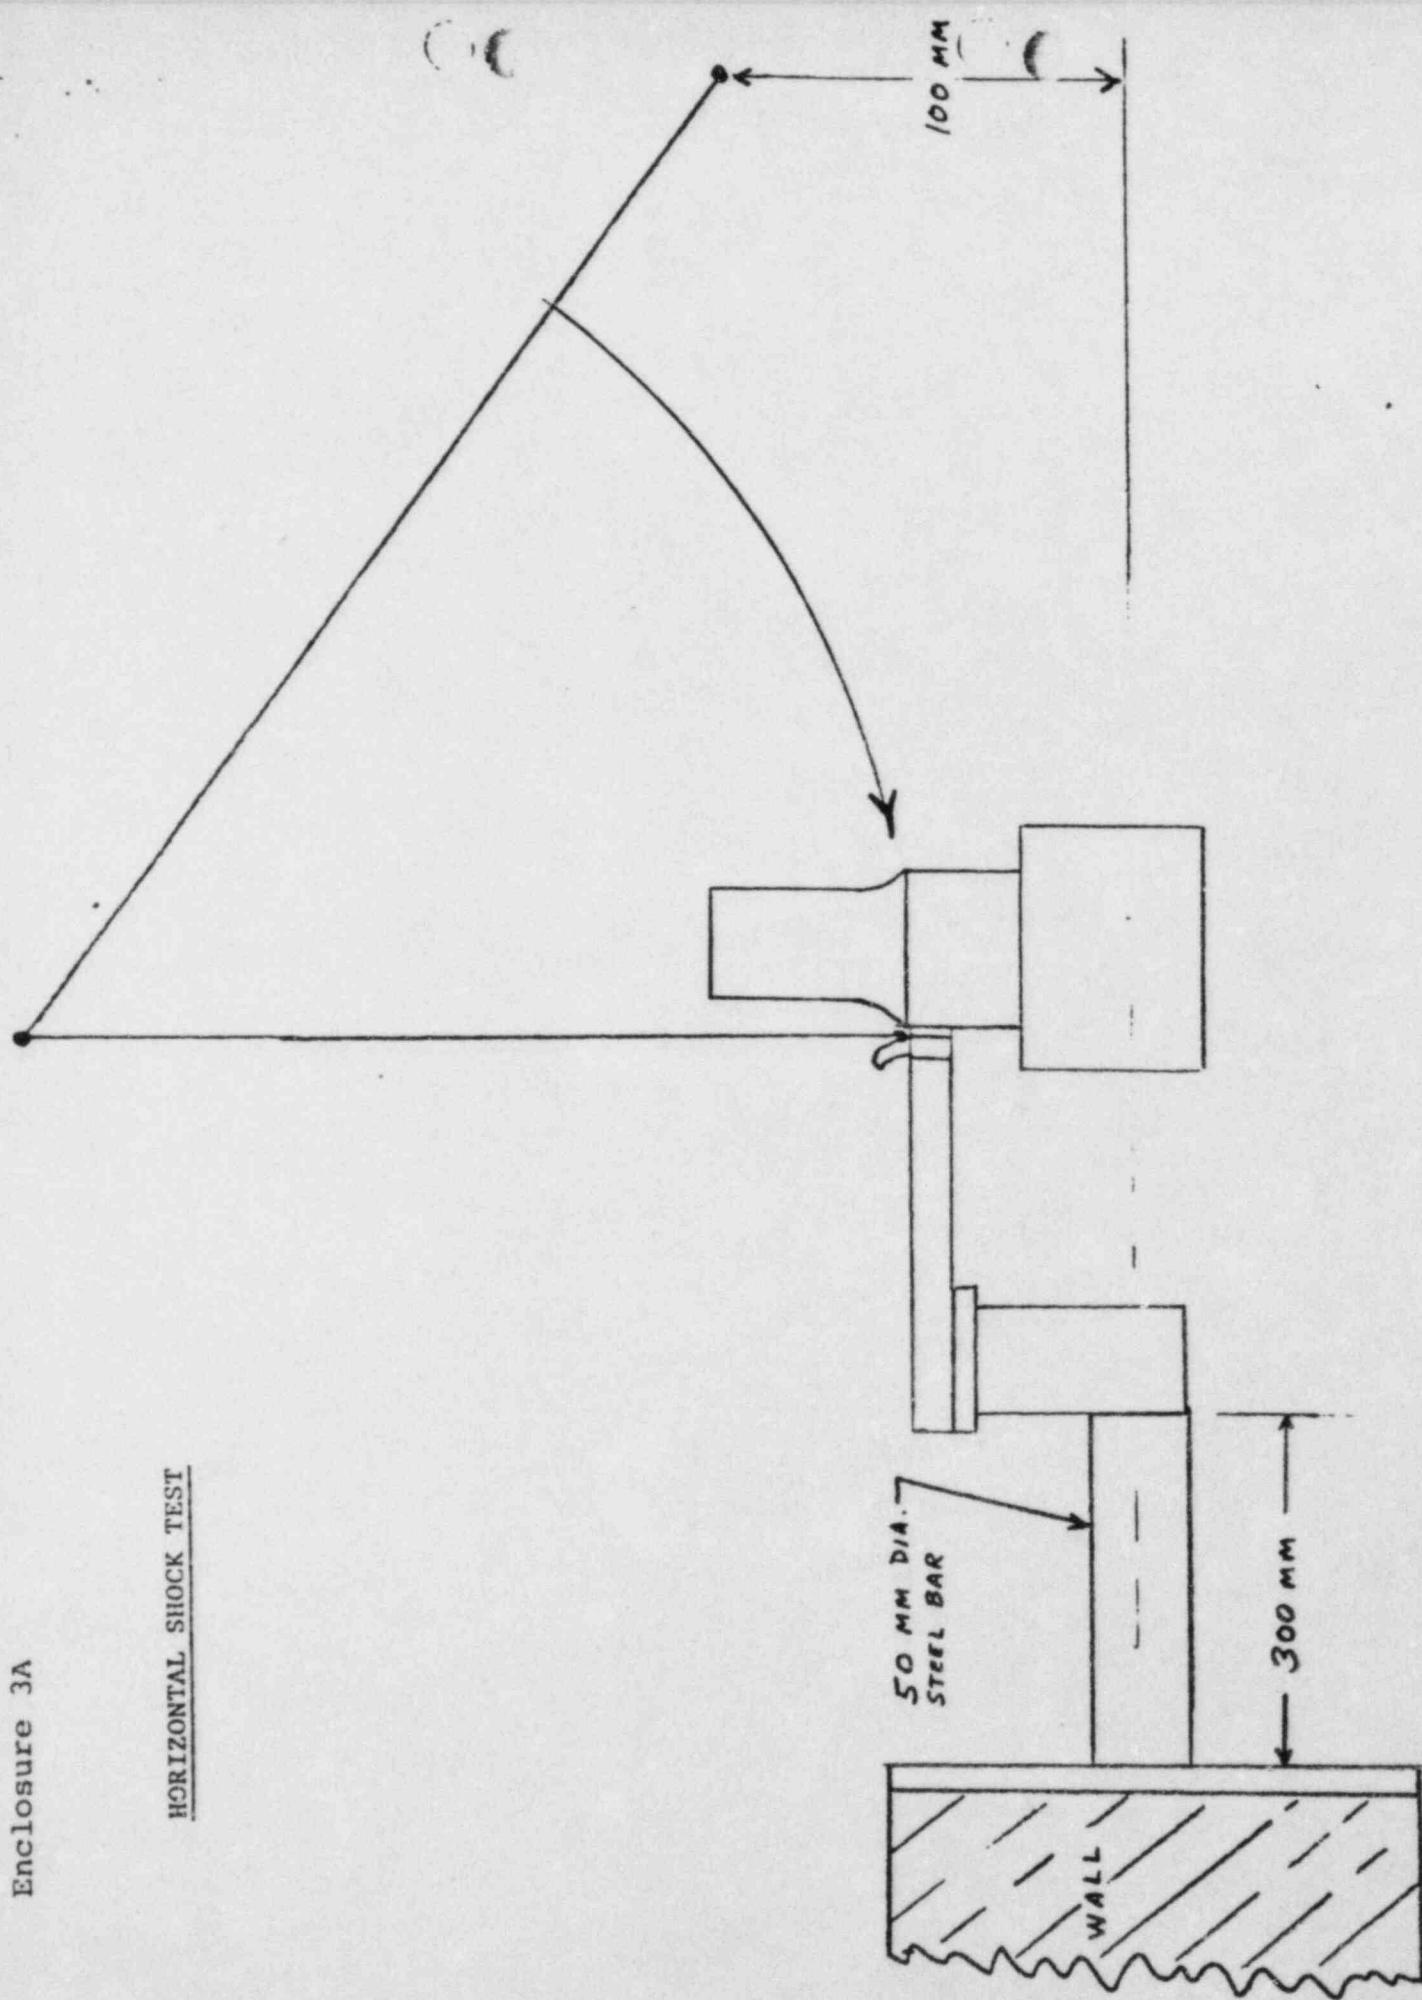 Enclosure 3A
HORIZONTAL SHOCK TEST
100 MM
50 MM DIA.
STEEL BAR
300 MM
WALL